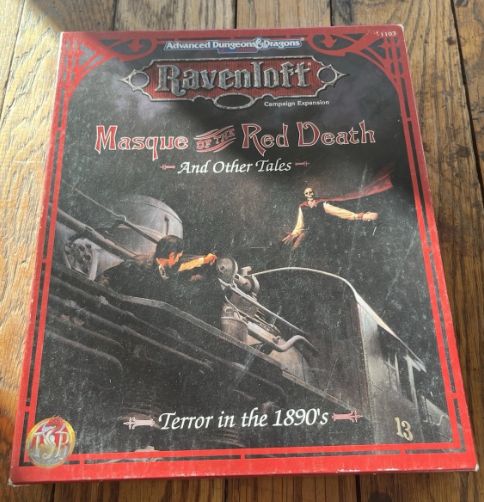 1103
Advanced Dungeons & Dragons
Ravenloft
Campaign Expansion
Masque OF THE Red Death
And Other Tales
Terror in the 1890's
TSR
13